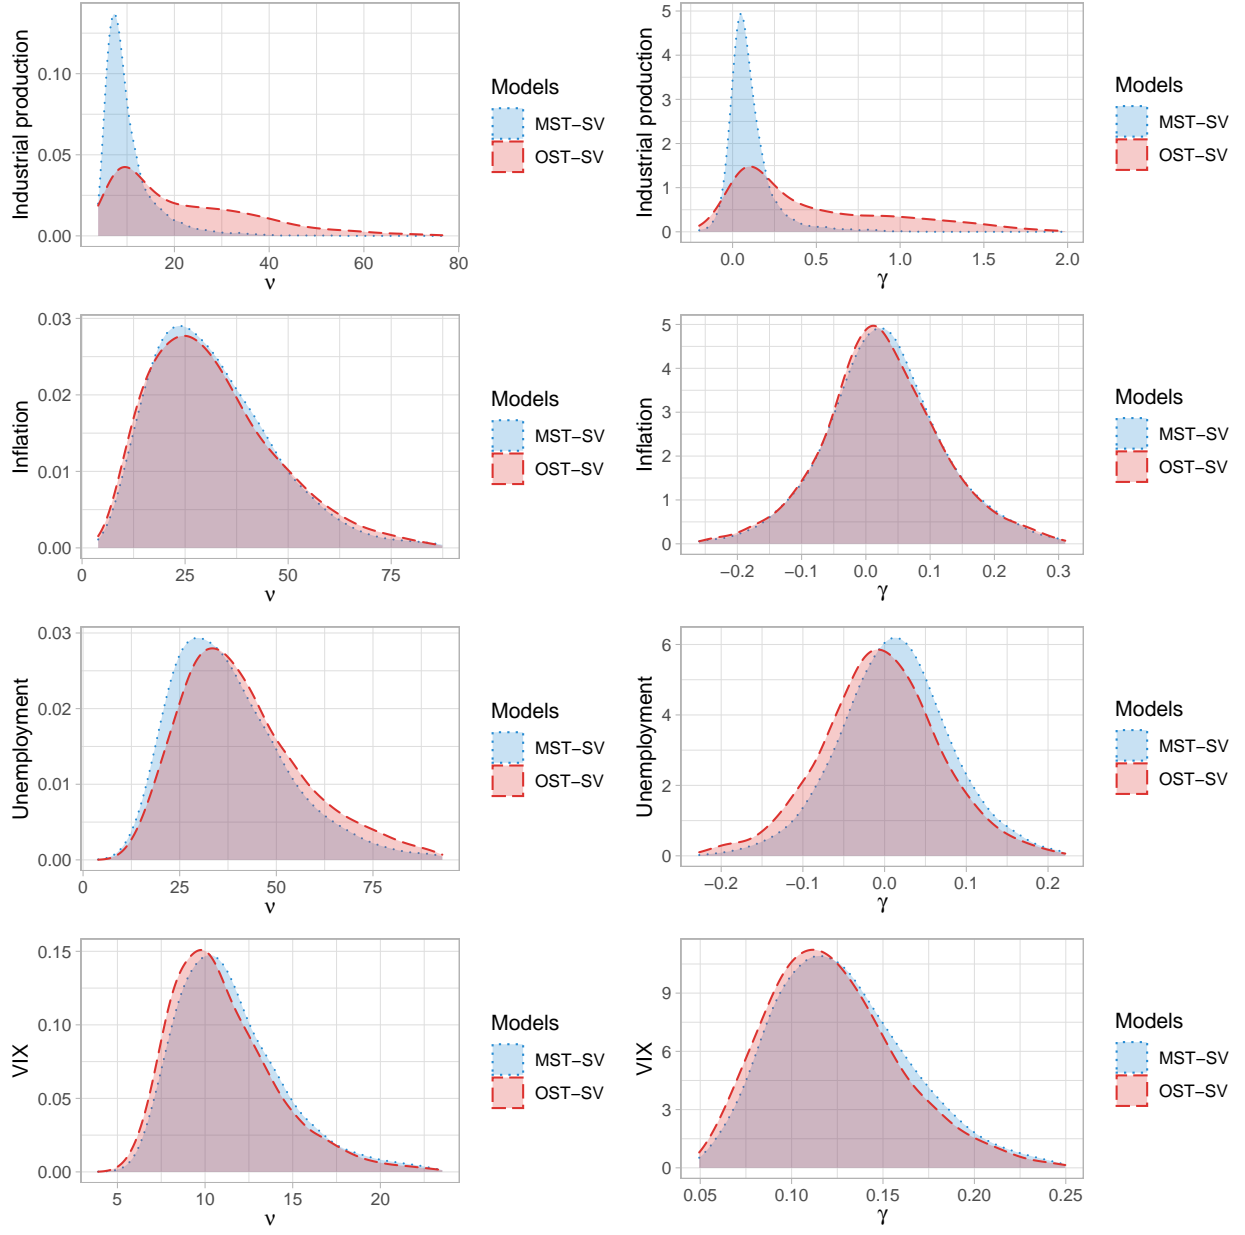 Industrial production
0.10
0.05
0.00
20
40
60
80
ν
Models
MST−SV
OST−SV
Industrial production
5
4
3
2
1
0
0.0
0.5
1.0
1.5
2.0
γ
Models
MST−SV
OST−SV
Inflation
0.03
0.02
0.01
0.00
0
25
50
75
ν
Models
MST−SV
OST−SV
Inflation
5
4
3
2
1
0
−0.2
−0.1
0.0
0.1
0.2
0.3
γ
Models
MST−SV
OST−SV
Unemployment
0.03
0.02
0.01
0.00
0
25
50
75
ν
Models
MST−SV
OST−SV
Unemployment
6
4
2
0
−0.2
−0.1
0.0
0.1
0.2
γ
Models
MST−SV
OST−SV
VIX
0.15
0.10
0.05
0.00
5
10
15
20
ν
Models
MST−SV
OST−SV
VIX
9
6
3
0
0.05
0.10
0.15
0.20
0.25
γ
Models
MST−SV
OST−SV